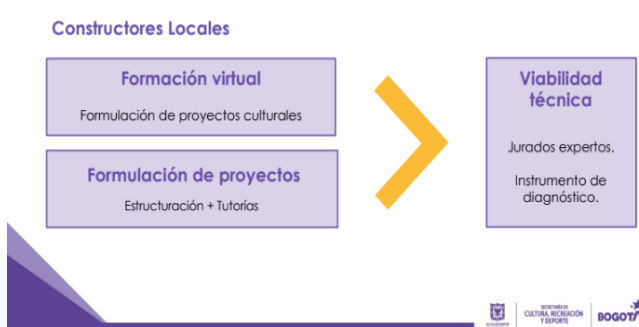 Constructores Locales
Formación virtual
Formulación de proyectos culturales
Formulación de proyectos
Estructuración + Tutorías
Viabilidad
técnica
Jurados expertos.
Instrumento de
diagnóstico.
SECRETARÍA DE
CULTURA, RECREACIÓN
Y DEPORTE